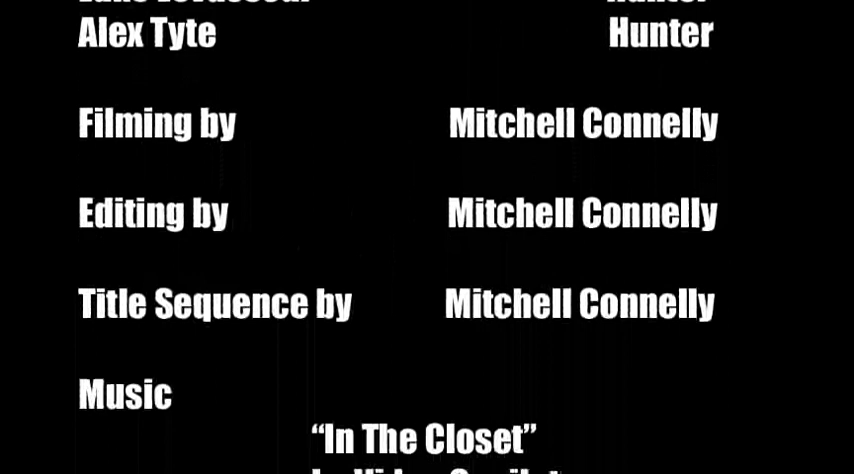 Alex Tyte Hunter
Filming by Mitchell Connelly
Editing by Mitchell Connelly
Title Sequence by Mitchell Connelly
Music
“In The Closet”